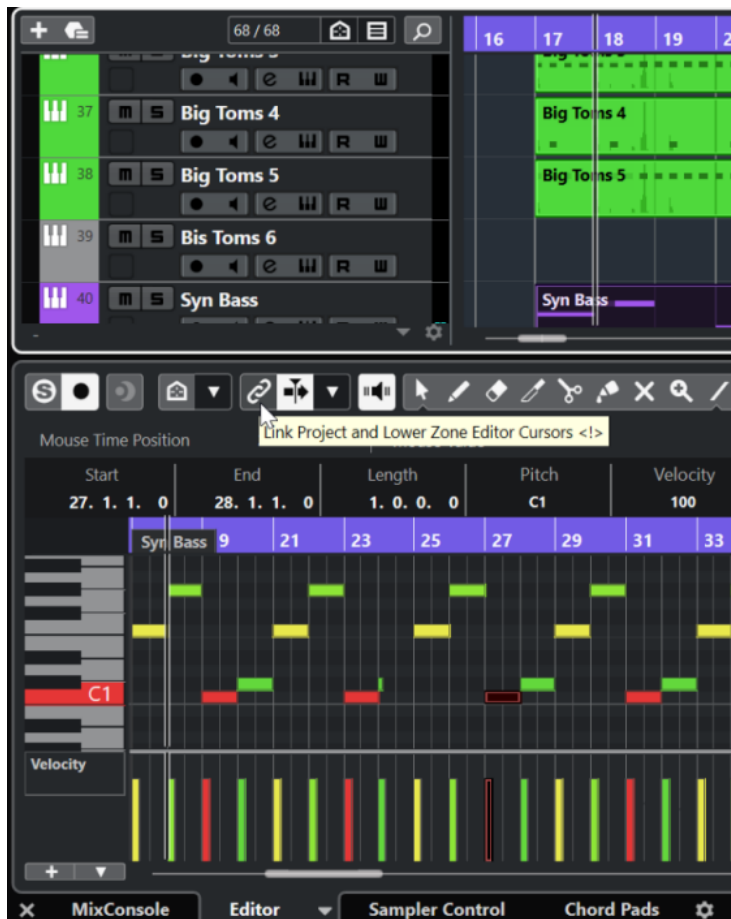 68 / 68
16 17 18 19 2
Big Toms 3
R W
37 m S Big Toms 4 Big Toms 4
e R W
38 m S Big Toms 5 Big Toms 5
e R W
39 m S Bis Toms 6
e R W
40 m S Syn Bass Syn Bass
S
Link Project and Lower Zone Editor Cursors <!>
Mouse Time Position
Start End Length Pitch Velocity
27. 1. 1. 0 28. 1. 1. 0 1. 0. 0. 0 C1 100
Syn Bass 9 21 23 25 27 29 31 33
C1
Velocity
MixConsole Editor Sampler Control Chord Pads